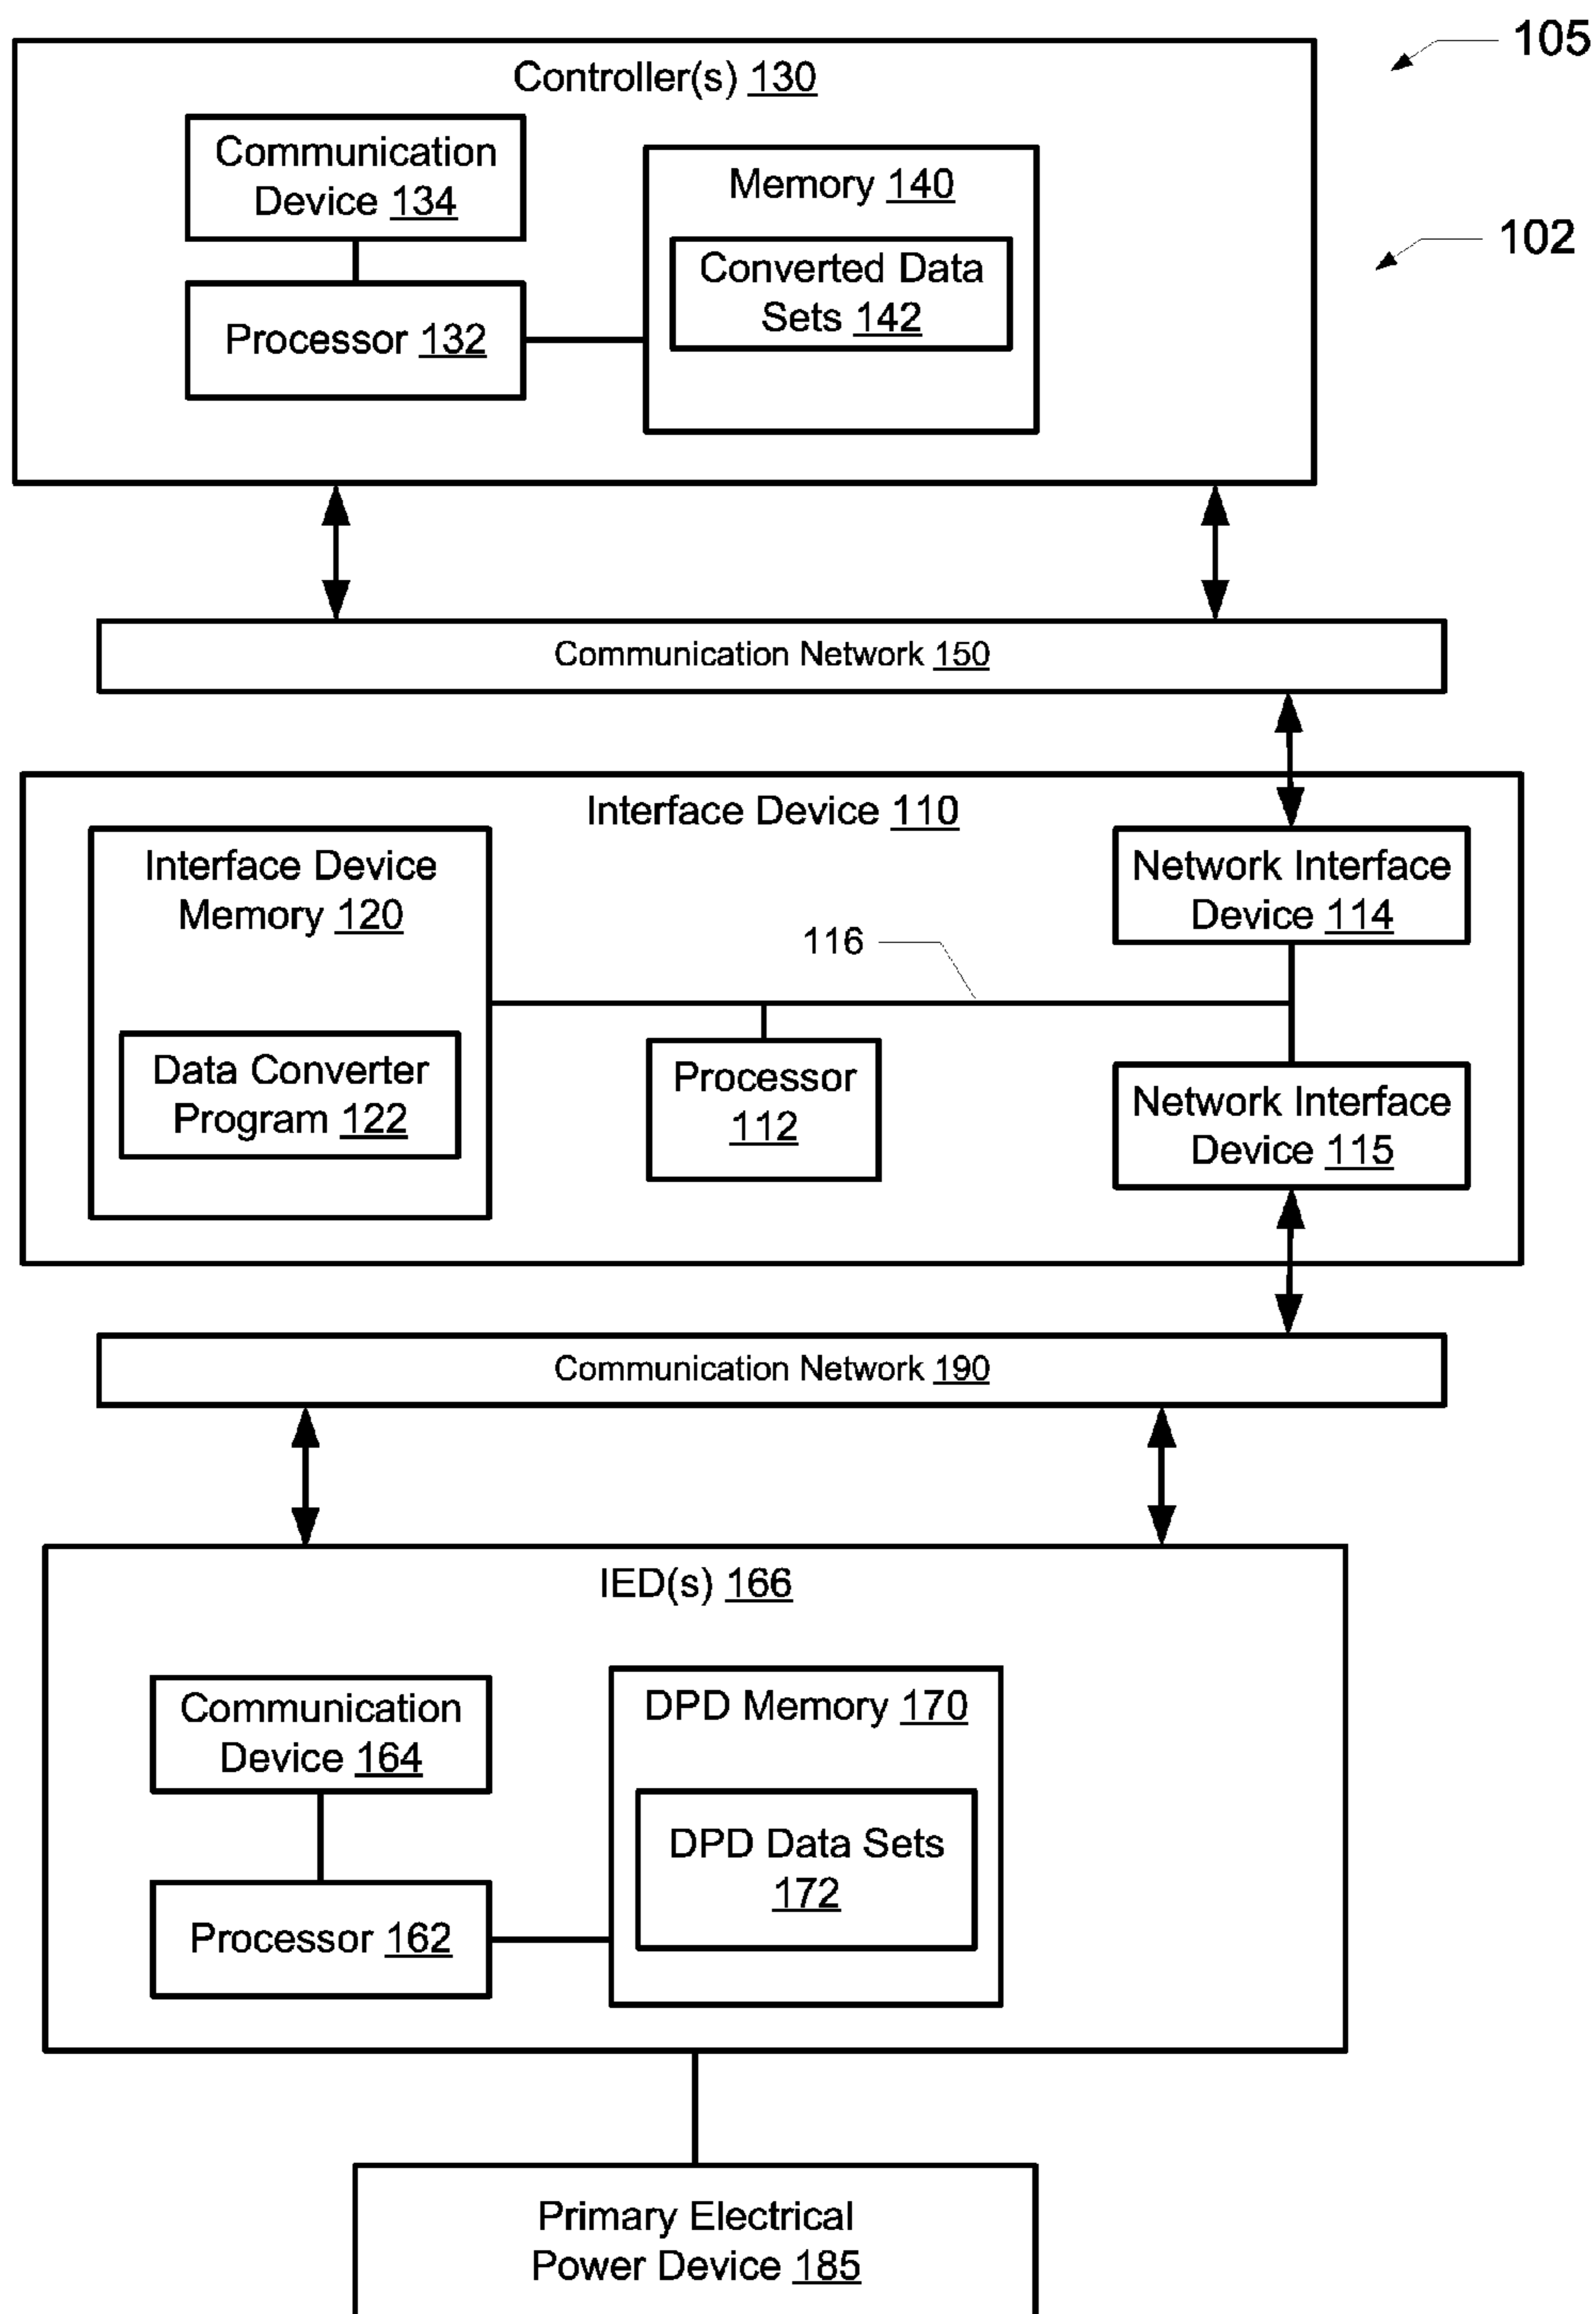 105
Controller(s) 130
Communication
Device 134
Memory 140
102
Converted Data
Sets 142
Processor 132
Communication Network 150
Interface Device 110
Interface Device
Memory 120
Network Interface
Device 114
116
Data Converter
Program 122
Processor
112
Network Interface
Device 115
Communication Network 190
IED(s) 166
Communication
Device 164
DPD Memory 170
DPD Data Sets
172
Processor 162
Primary Electrical
Power Device 185